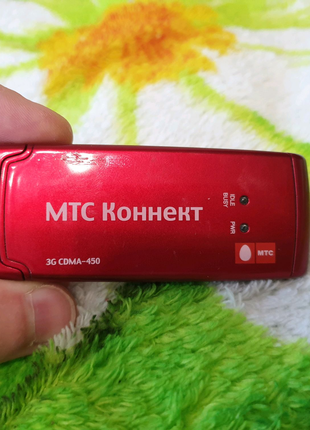 МТС Коннект
IDLE
BUSY
PWR
3G CDMA-450
МТС